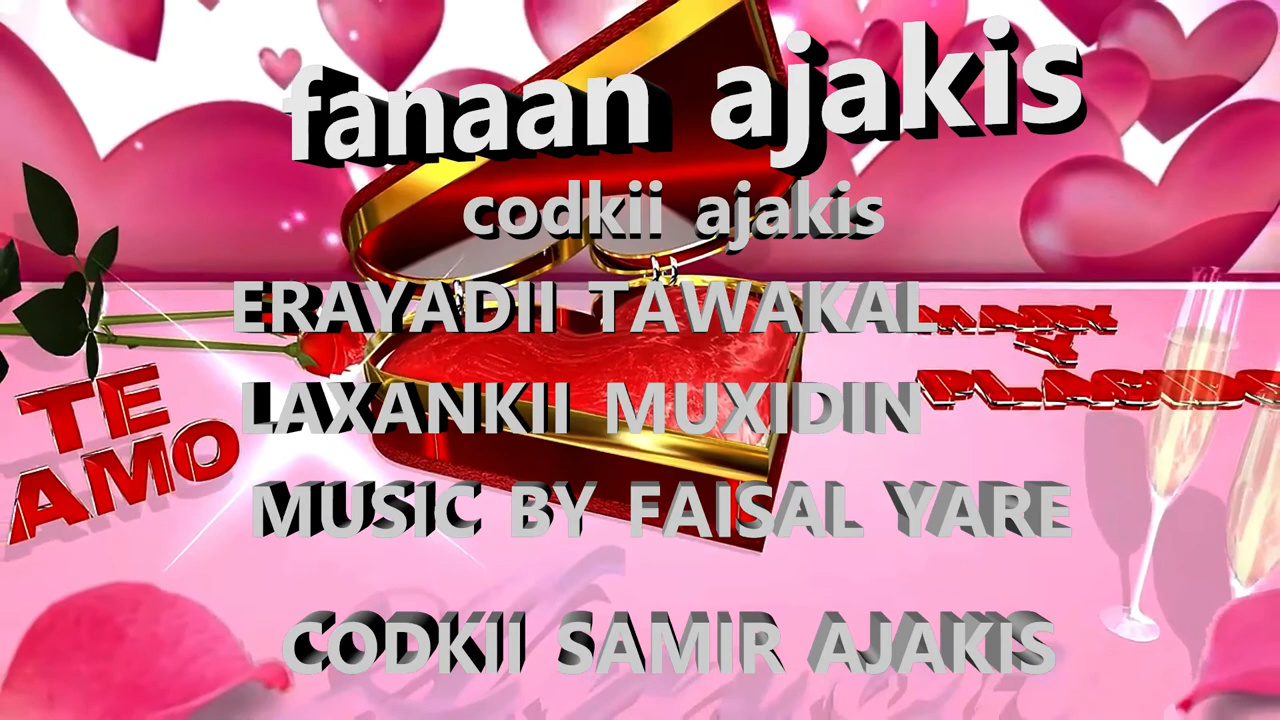 fanaan ajakis
codkii ajakis
ERAYADII TAWAKAL
LAXANKII MUXIDIN
TE
AMO
MUSIC BY FAISAL YARE
CODKII SAMIR AJAKIS